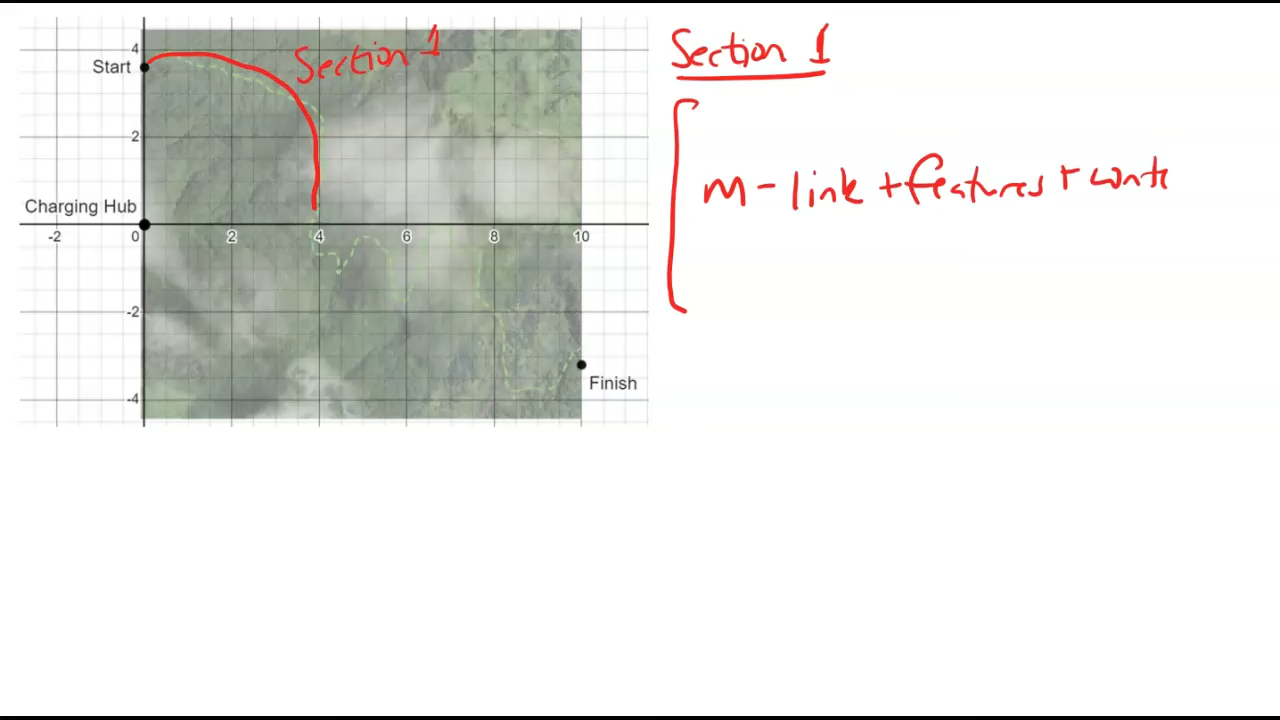 Section 1
Section 1
4
Start
m - link + features + conte
2
Charging Hub
-2 0 2 4 6 8 10
-2
Finish
-4